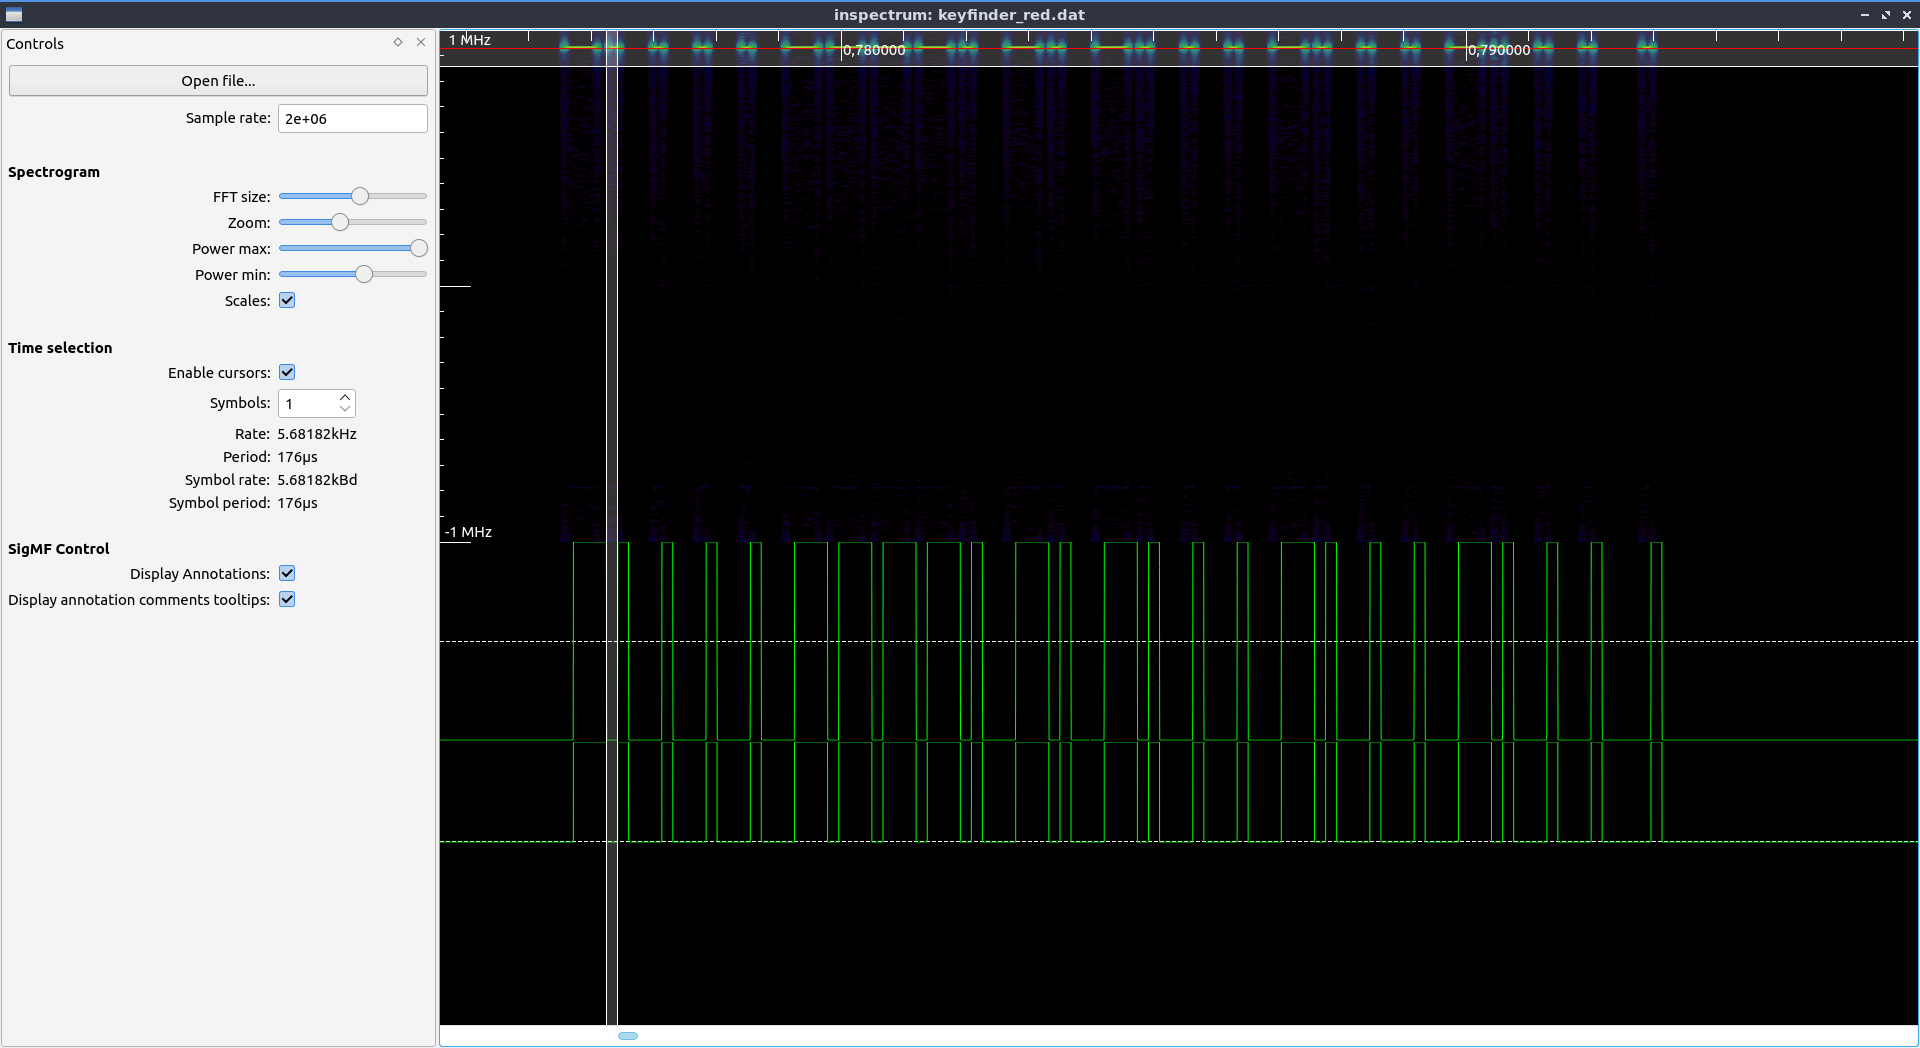 inspectrum: keyfinder_red.dat
Controls
Open file...
Sample rate: 2e+06
Spectrogram
FFT size:
Zoom:
Power max:
Power min:
Scales:
Time selection
Enable cursors:
Symbols: 1
Rate: 5.68182kHz
Period: 176µs
Symbol rate: 5.68182kBd
Symbol period: 176µs
SigMF Control
Display Annotations:
Display annotation comments tooltips:
1 MHz
0,780000
0,790000
-1 MHz